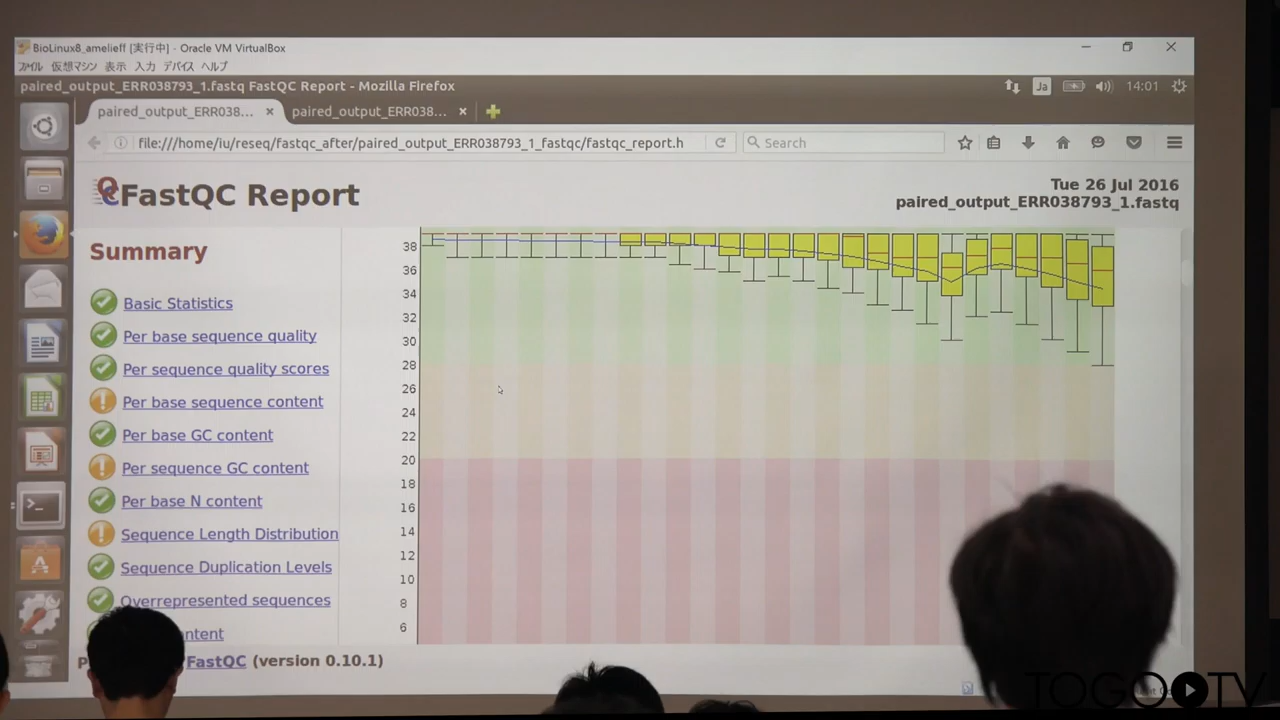 BioLinux8_amelieff [実行中] - Oracle VM VirtualBox
ファイル 仮想マシン 表示 入力 デバイス ヘルプ
paired_output_ERR038793_1.fastq FastQC Report - Mozilla Firefox
Ja
14:01
paired_output_ERR038... ×
paired_output_ERR038... ×
file:///home/iu/reseq/fastqc_after/paired_output_ERR038793_1_fastqc/fastqc_report.h
Search
FastQC Report
Tue 26 Jul 2016
paired_output_ERR038793_1.fastq
Summary
Basic Statistics
Per base sequence quality
Per sequence quality scores
Per base sequence content
Per base GC content
Per sequence GC content
Per base N content
Sequence Length Distribution
Sequence Duplication Levels
Overrepresented sequences
ntent
38
36
34
32
30
28
26
24
22
20
18
16
14
12
10
8
6
FastQC (version 0.10.1)
TOGO TV